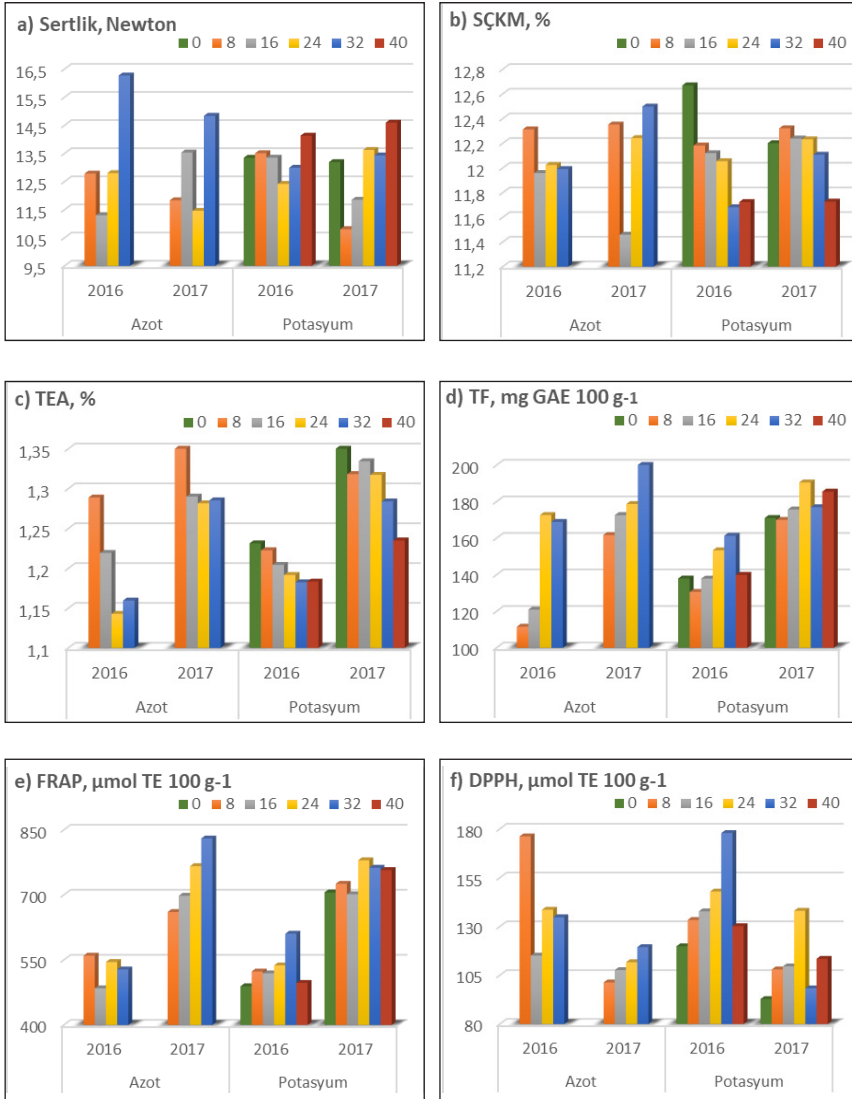 a) Sertlik, Newton
0 8 16 24 32 40
16,5
15,5
14,5
13,5
12,5
11,5
10,5
9,5
2016 2017 2016 2017
Azot Potasyum
b) SÇKM, %
0 8 16 24 32 40
12,8
12,6
12,4
12,2
12
11,8
11,6
11,4
11,2
2016 2017 2016 2017
Azot Potasyum
c) TEA, %
0 8 16 24 32 40
1,35
1,3
1,25
1,2
1,15
1,1
2016 2017 2016 2017
Azot Potasyum
d) TF, mg GAE 100 g-1
0 8 16 24 32 40
200
180
160
140
120
100
2016 2017 2016 2017
Azot Potasyum
e) FRAP, µmol TE 100 g-1
0 8 16 24 32 40
850
700
550
400
2016 2017 2016 2017
Azot Potasyum
f) DPPH, µmol TE 100 g-1
0 8 16 24 32 40
180
155
130
105
80
2016 2017 2016 2017
Azot Potasyum